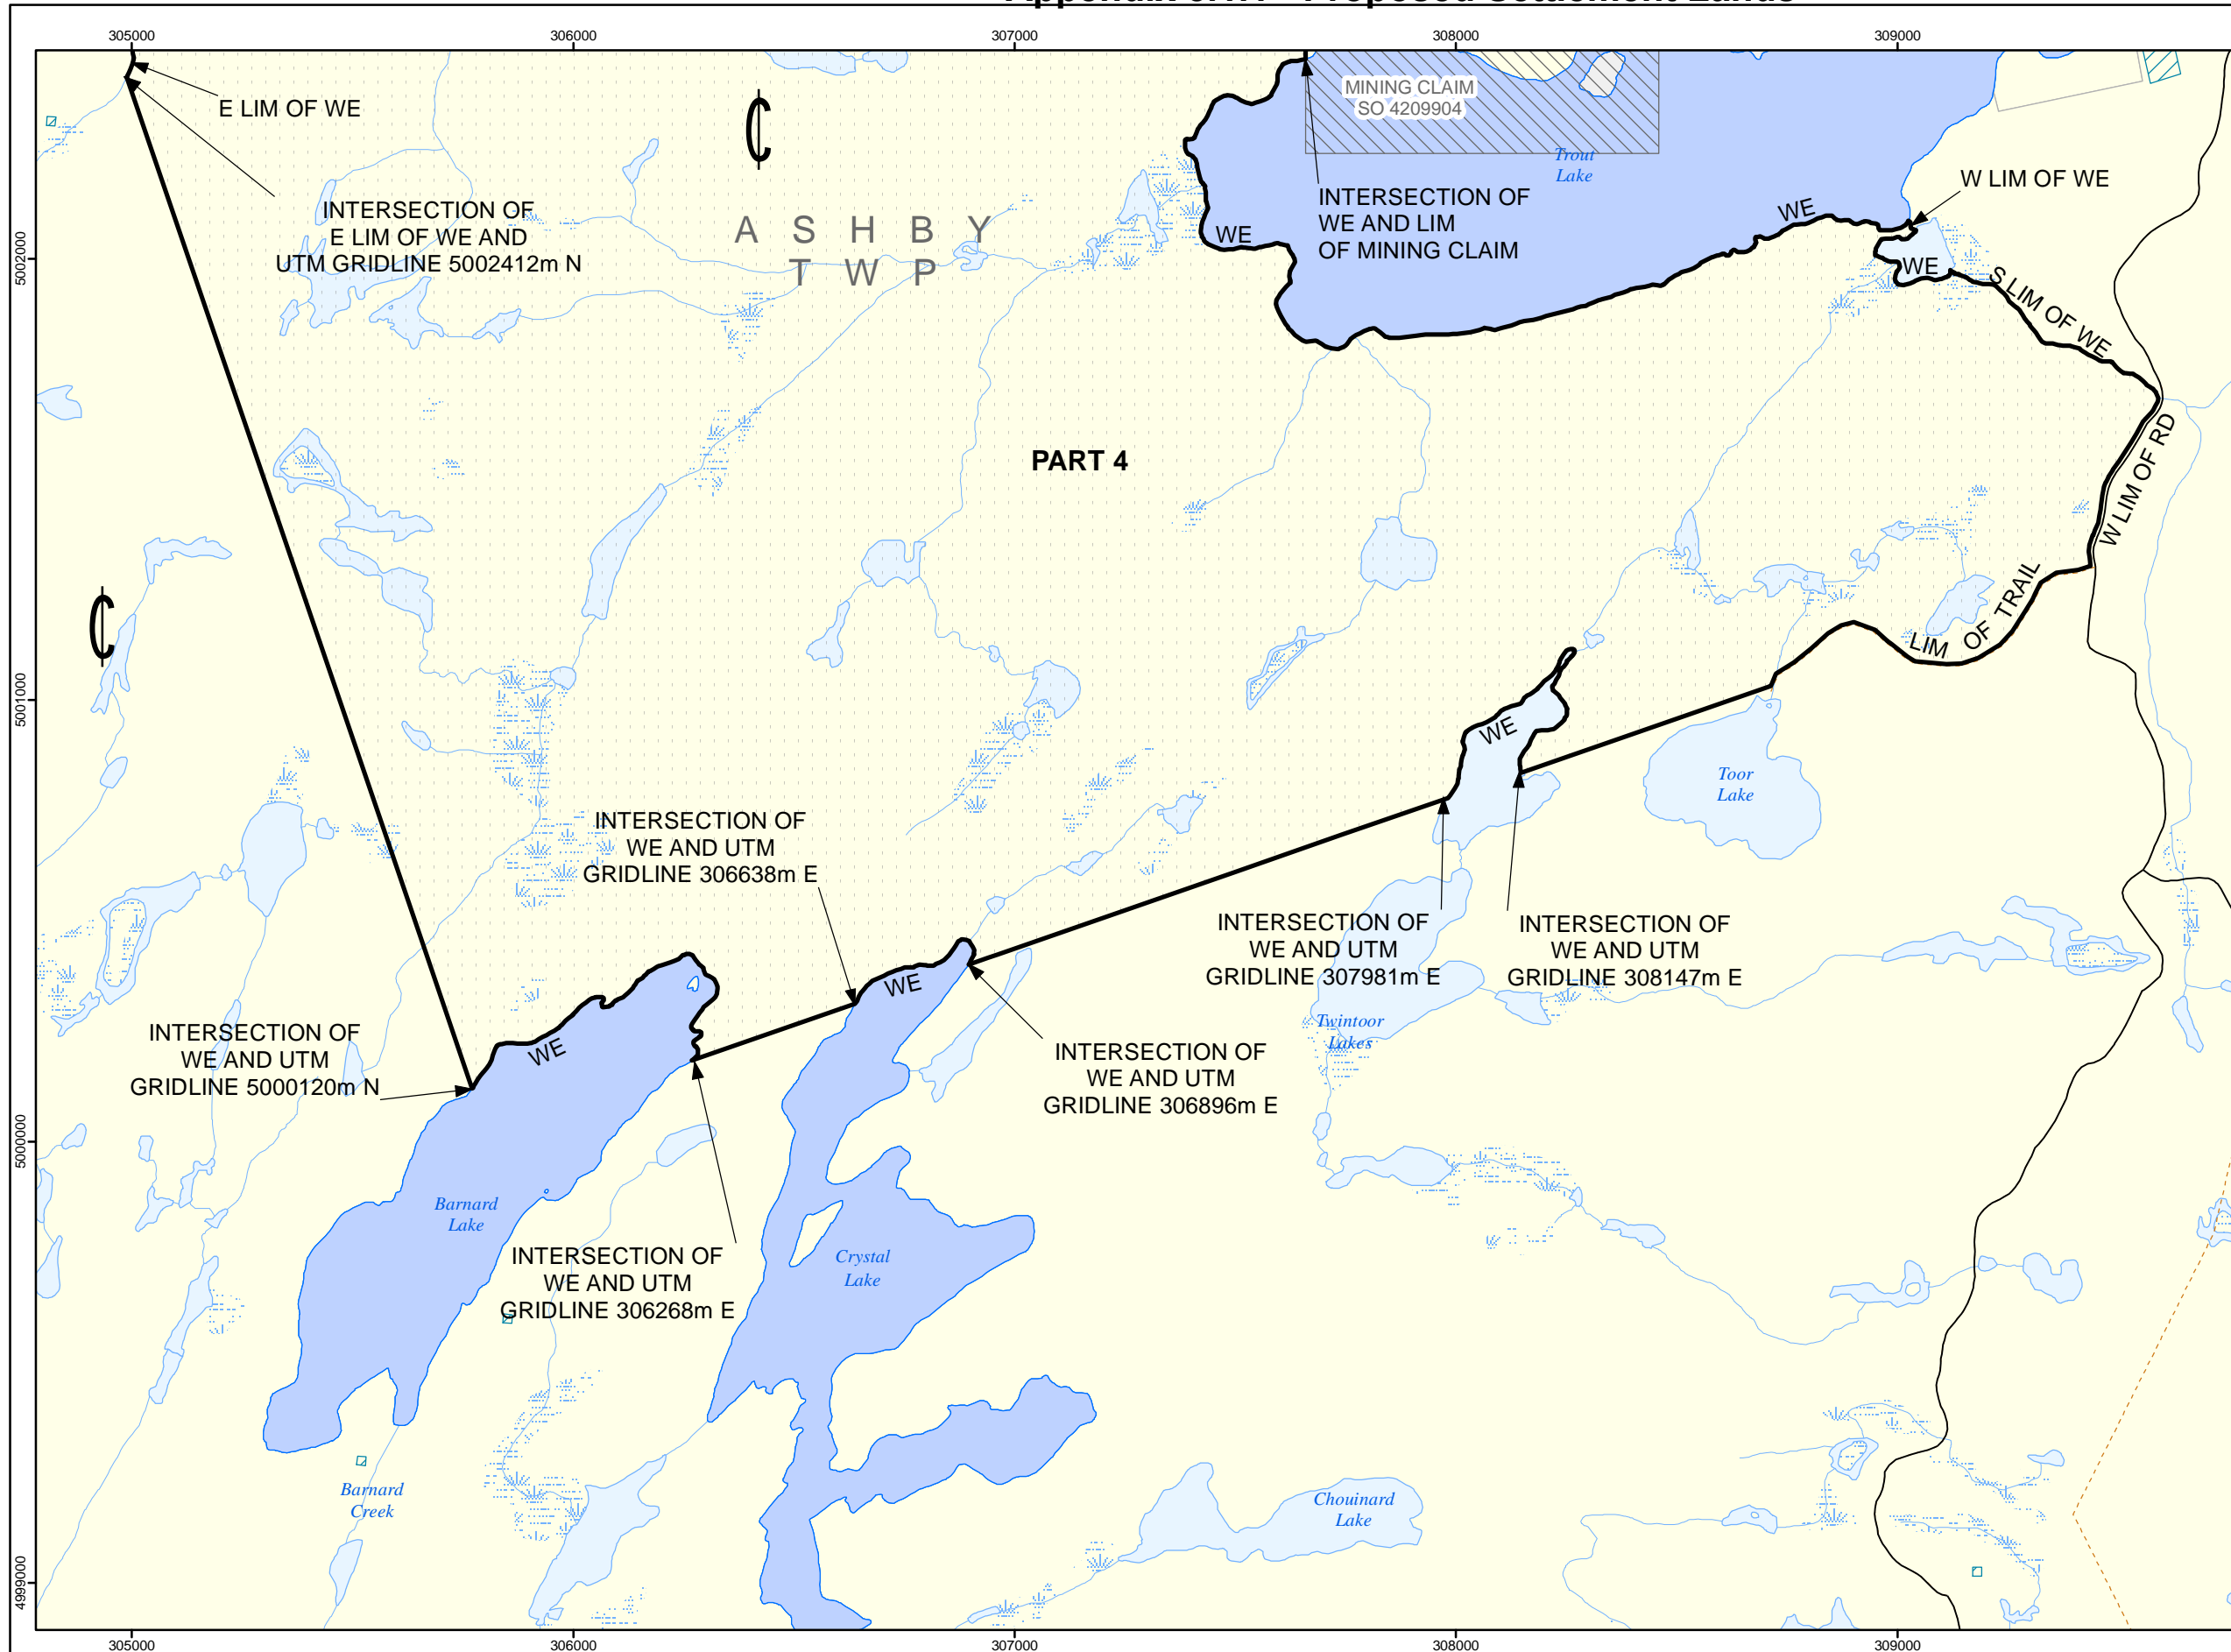 305000
306000
307000
308000
309000
E LIM OF WE
INTERSECTION OF
E LIM OF WE AND
UTM GRIDLINE 5002412m N
A S H B Y
T W P
MINING CLAIM
SO 4209904
Trout
Lake
INTERSECTION OF
WE AND LIM
OF MINING CLAIM
W LIM OF WE
WE
WE
WE
S LIM OF WE
5002000
PART 4
W LIM OF RD
LIM OF TRAIL
5001000
WE
Toor
Lake
INTERSECTION OF
WE AND UTM
GRIDLINE 306638m E
INTERSECTION OF
WE AND UTM
GRIDLINE 307981m E
INTERSECTION OF
WE AND UTM
GRIDLINE 308147m E
WE
WE
Twintoor
Lakes
INTERSECTION OF
WE AND UTM
GRIDLINE 5000120m N
INTERSECTION OF
WE AND UTM
GRIDLINE 306896m E
5000000
Barnard
Lake
INTERSECTION OF
WE AND UTM
GRIDLINE 306268m E
Crystal
Lake
Barnard
Creek
Chouinard
Lake
4999000
305000
306000
307000
308000
309000